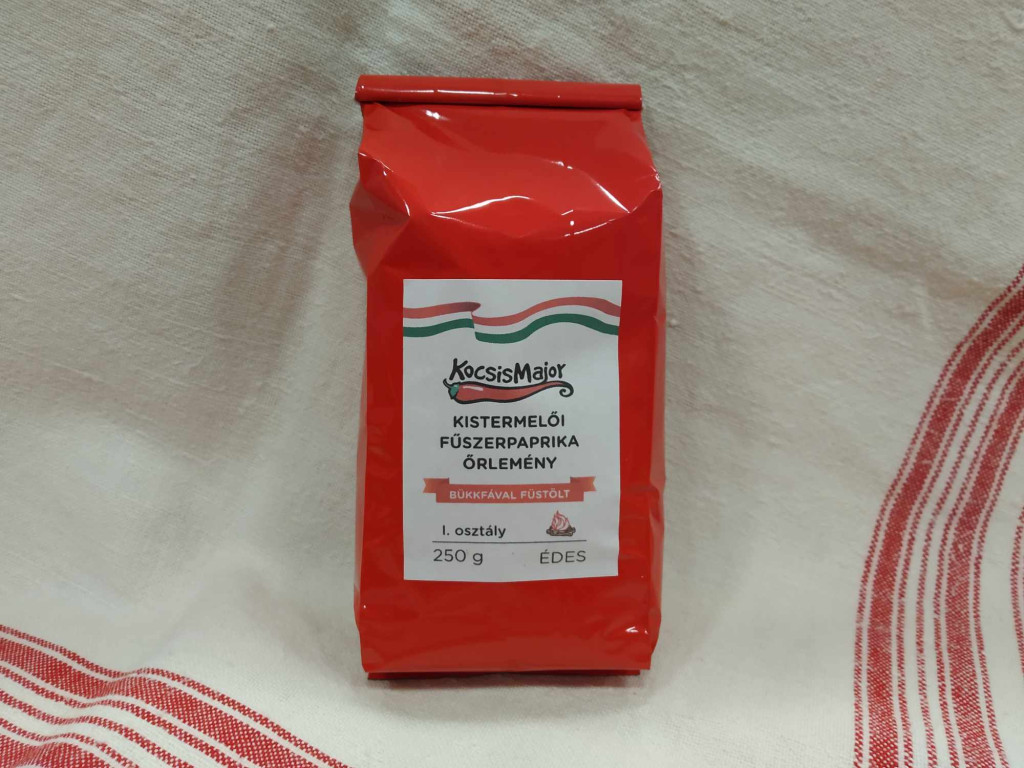 KocsisMajor
KISTERMELŐI
FŰSZERPAPRIKA
ŐRLEMÉNY
BÜKKFÁVAL FÜSTÖLT
I. osztály
250 g ÉDES